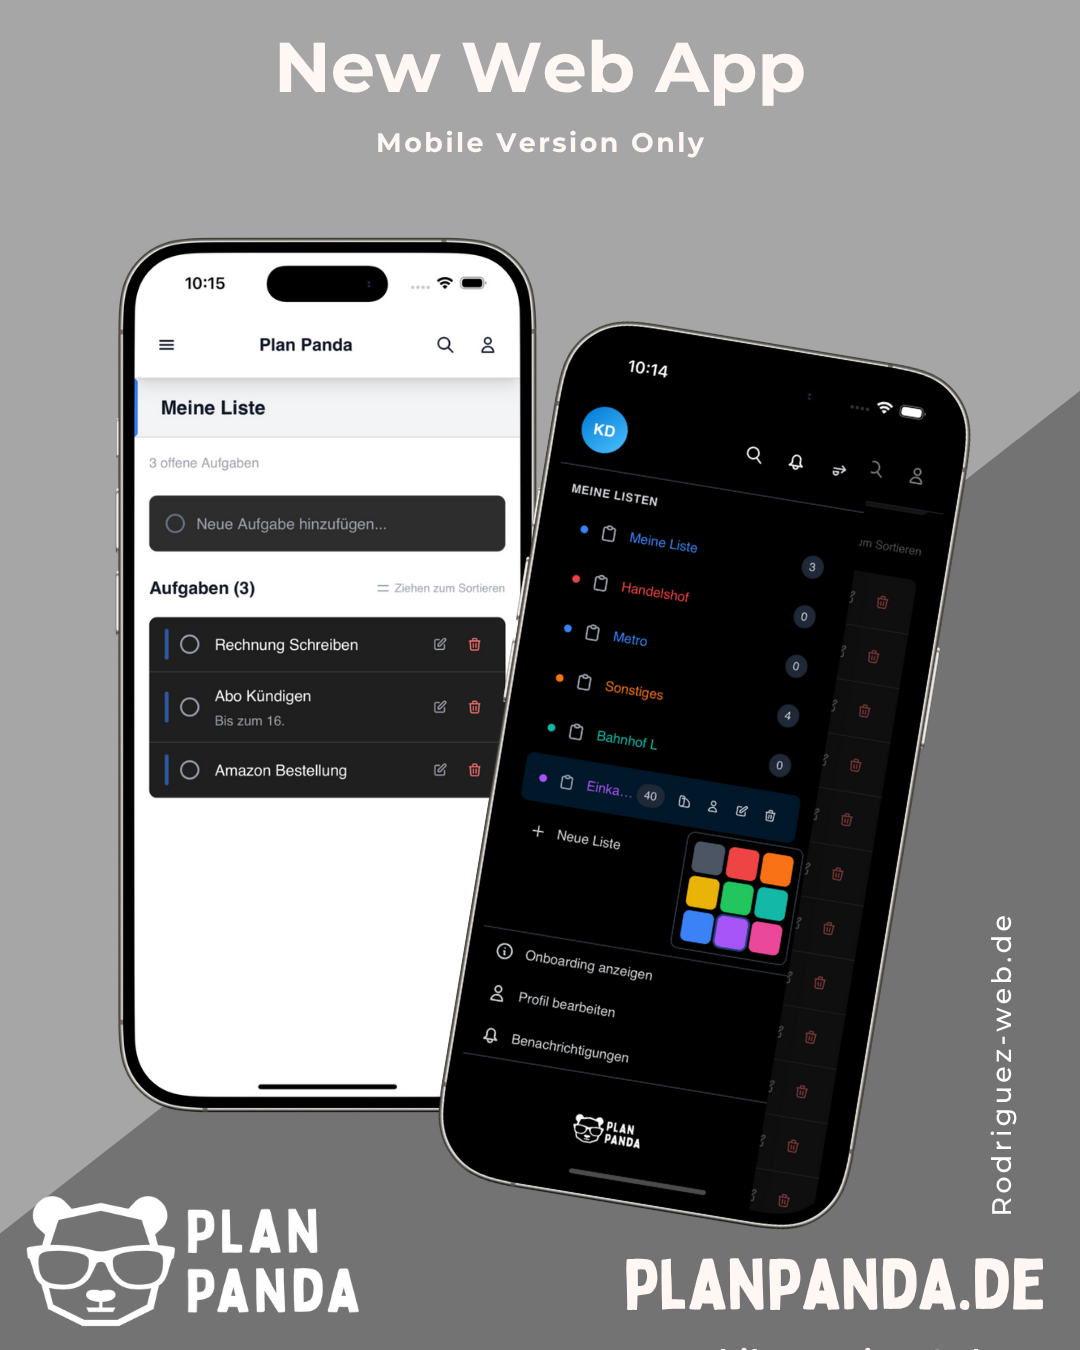 New Web App
Mobile Version Only
10:15
Plan Panda
Meine Liste
3 offene Aufgaben
Neue Aufgabe hinzufügen...
Aufgaben (3)
Ziehen zum Sortieren
Rechnung Schreiben
Abo Kündigen
Bis zum 16.
Amazon Bestellung
10:14
KD
MEINE LISTEN
Meine Liste
3
Handelshof
0
Metro
0
Sonstiges
4
Bahnhof L
0
Einka...
40
Neue Liste
um Sortieren
Onboarding anzeigen
Profil bearbeiten
Benachrichtigungen
PLAN
PANDA
Rodriguez-web.de
PLAN
PANDA
PLANPANDA.DE